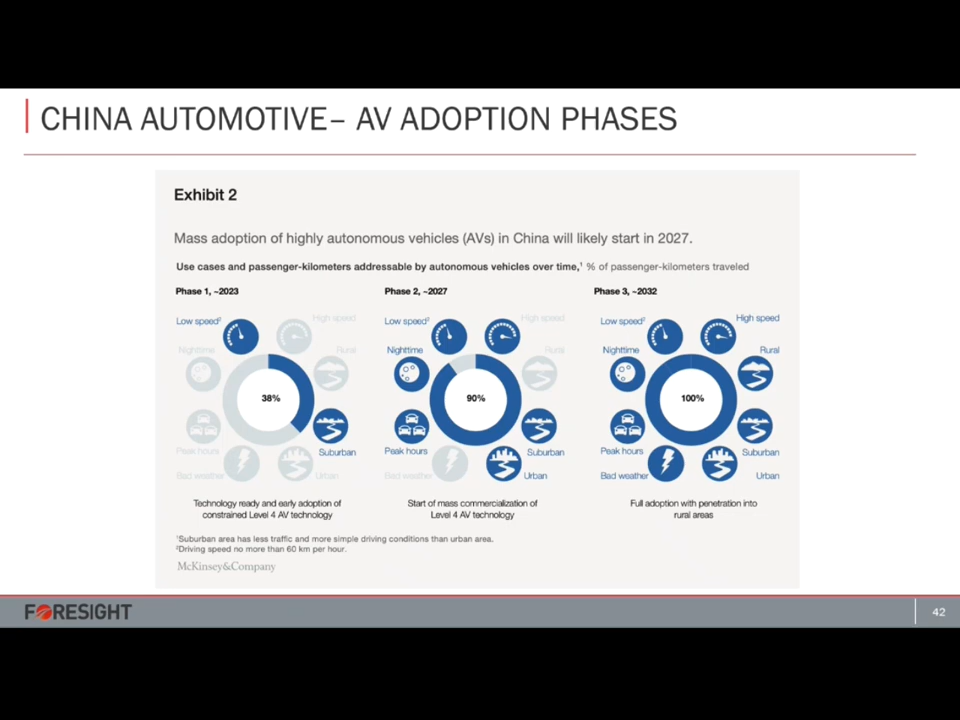 CHINA AUTOMOTIVE– AV ADOPTION PHASES
Exhibit 2
Mass adoption of highly autonomous vehicles (AVs) in China will likely start in 2027.
Use cases and passenger-kilometers addressable by autonomous vehicles over time,¹ % of passenger-kilometers traveled
Phase 1, ~2023
Low speed²
High speed
Nighttime
Rural
38%
Peak hours
Suburban
Bad weather
Urban
Technology ready and early adoption of
constrained Level 4 AV technology
Phase 2, ~2027
Low speed²
High speed
Nighttime
Rural
90%
Peak hours
Suburban
Bad weather
Urban
Start of mass commercialization of
Level 4 AV technology
Phase 3, ~2032
Low speed²
High speed
Nighttime
Rural
100%
Peak hours
Suburban
Bad weather
Urban
Full adoption with penetration into
rural areas
¹Suburban area has less traffic and more simple driving conditions than urban area.
²Driving speed no more than 60 km per hour.
McKinsey&Company
FORESIGHT
42